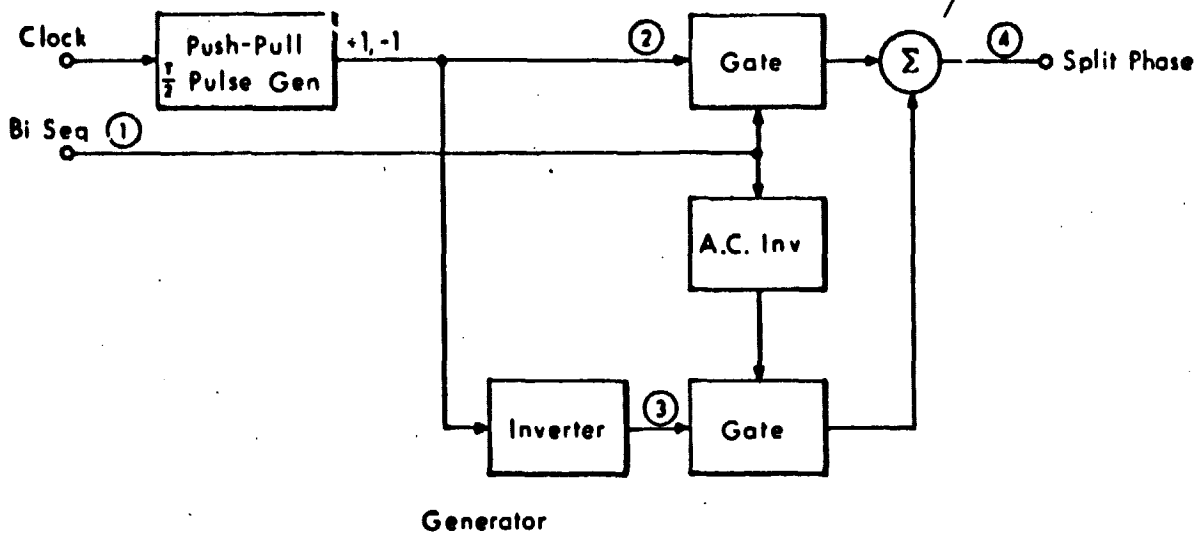 Clock
Push-Pull
T/2 Pulse Gen
+1, -1
②
Gate
Σ
④
Split Phase
Bi Seq ①
A.C. Inv
Inverter
③
Gate
Generator